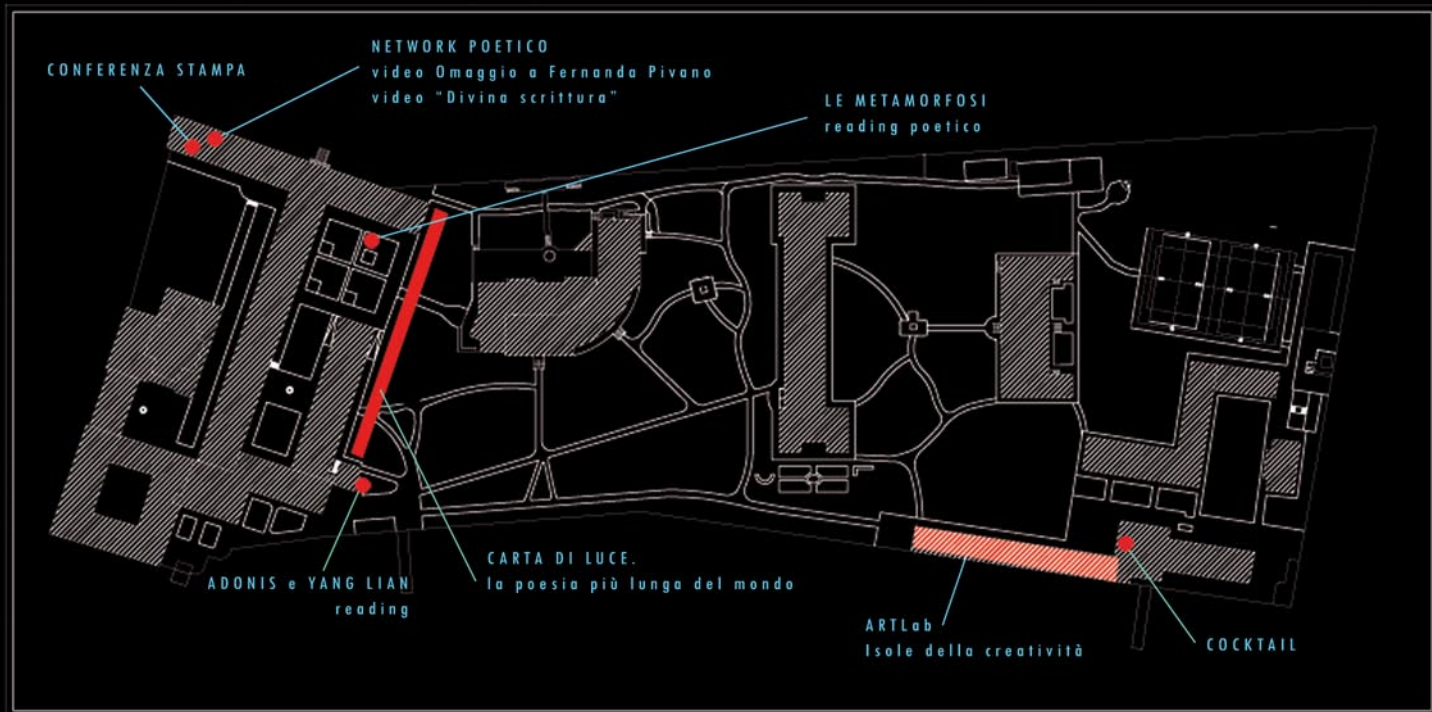 CONFERENZA STAMPA
NETWORK POETICO
video Omaggio a Fernanda Pivano
video "Divina scrittura"
LE METAMORFOSI
reading poetico
ADONIS e YANG LIAN
reading
CARTA DI LUCE.
la poesia più lunga del mondo
ARTLab
Isole della creatività
COCKTAIL